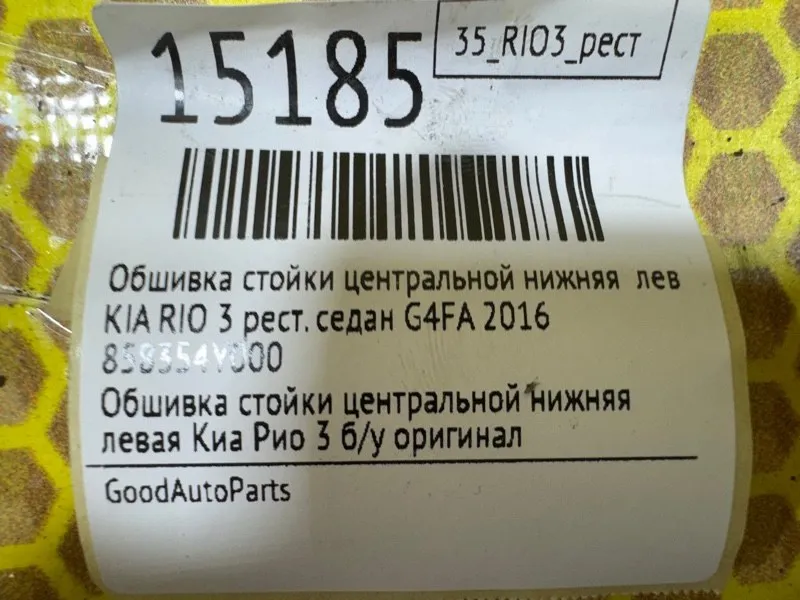 15185
35_RIO3_рест
Обшивка стойки центральной нижняя лев
KIA RIO 3 рест. седан G4FA 2016
858354Y000
Обшивка стойки центральной нижняя
левая Киа Рио 3 б/у оригинал
GoodAutoParts